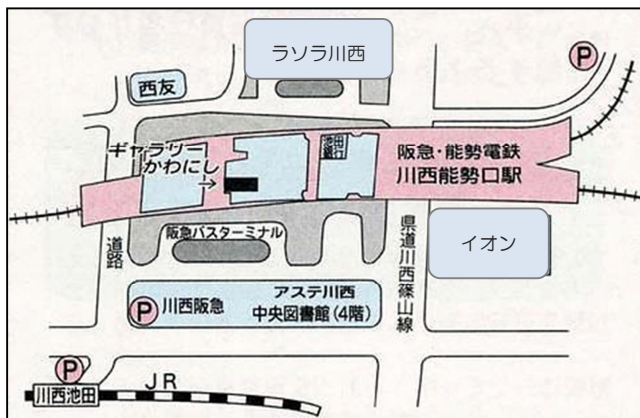 ラソラ川西
P
西友
ギャラリー
かわにし
→
池田
銀行
阪急・能勢電鉄
川西能勢口駅
阪急バスターミナル
道路
県道川西篠山線
イオン
P
川西阪急
アステ川西
中央図書館(4階)
P
JR
川西池田